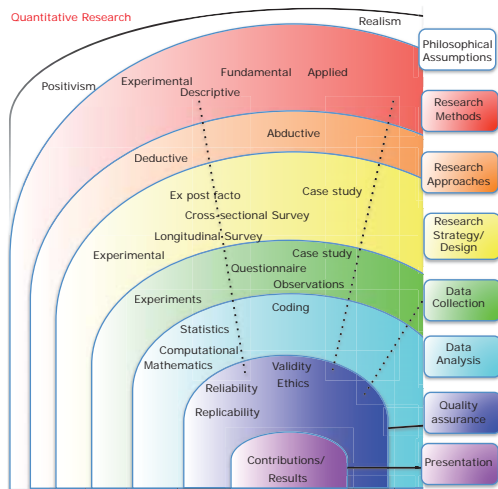 Quantitative Research
Realism
Philosophical
Assumptions
Positivism
Experimental
Fundamental
Applied
Descriptive
Research
Methods
Abductive
Deductive
Research
Approaches
Ex post facto
Case study
Cross-sectional Survey
Longitudinal Survey
Experimental
Research
Strategy/
Design
Case study
Questionnaire
Observations
Experiments
Data
Collection
Coding
Statistics
Computational
Mathematics
Data
Analysis
Validity
Ethics
Reliability
Replicability
Quality
assurance
Contributions/
Results
Presentation